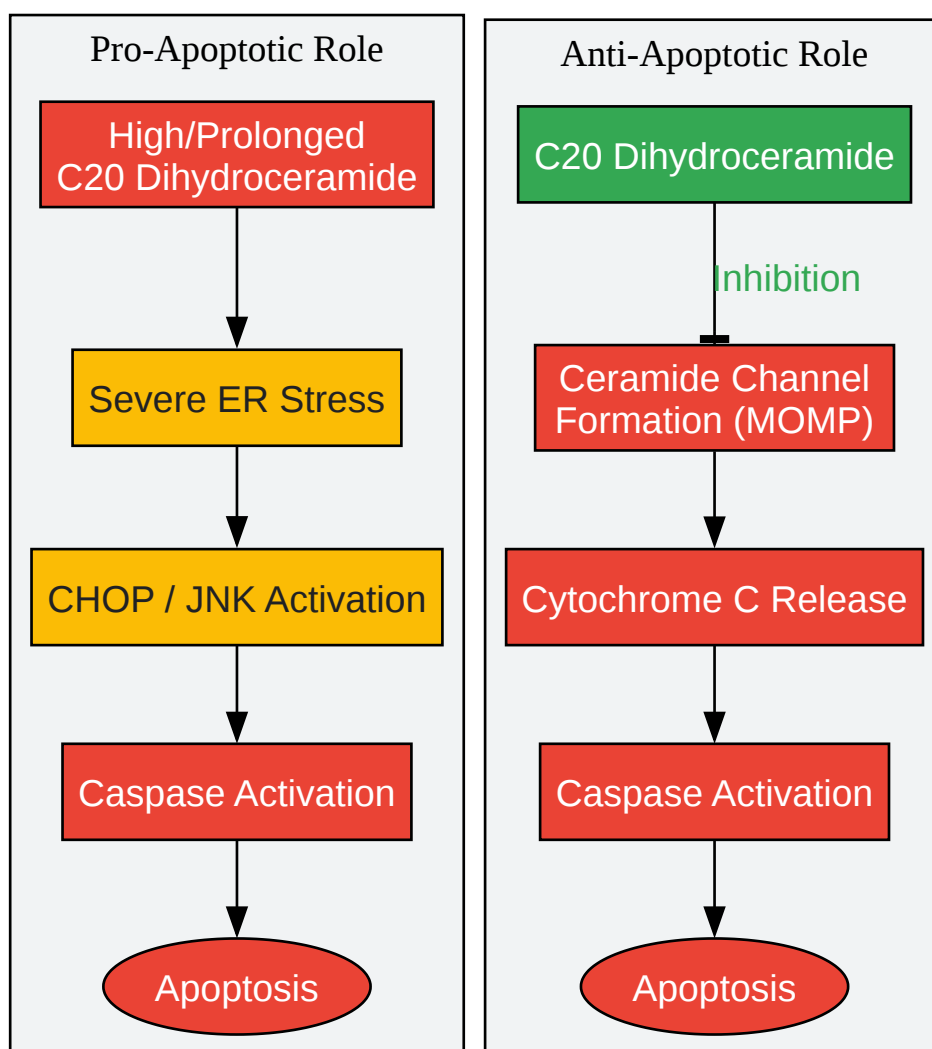 Pro-Apoptotic Role
High/Prolonged
C20 Dihydroceramide
Severe ER Stress
CHOP / JNK Activation
Caspase Activation
Apoptosis
Anti-Apoptotic Role
C20 Dihydroceramide
Inhibition
Ceramide Channel
Formation (MOMP)
Cytochrome C Release
Caspase Activation
Apoptosis